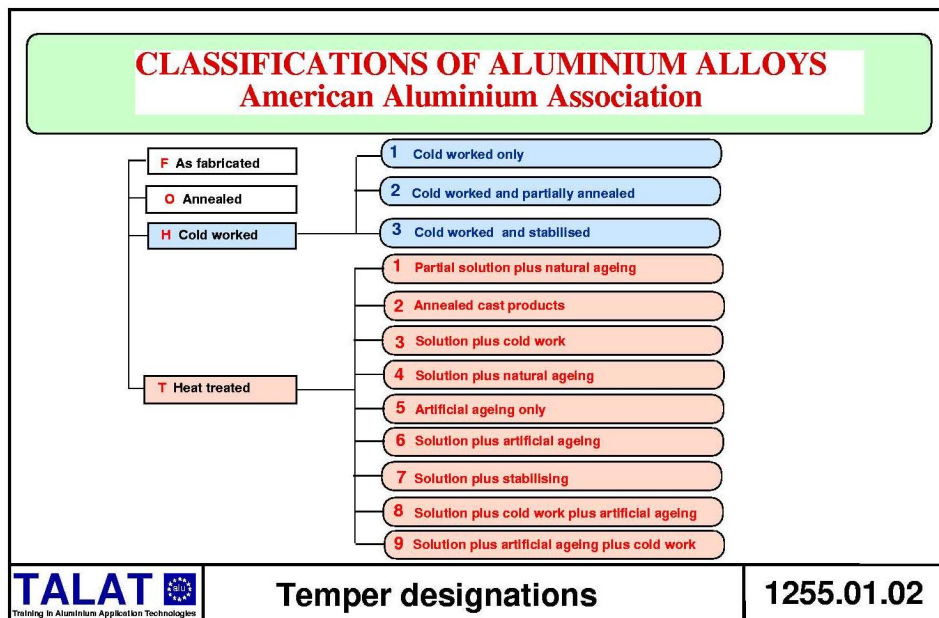 CLASSIFICATIONS OF ALUMINIUM ALLOYS
American Aluminium Association
F As fabricated
O Annealed
H Cold worked
1 Cold worked only
2 Cold worked and partially annealed
3 Cold worked and stabilised
T Heat treated
1 Partial solution plus natural ageing
2 Annealed cast products
3 Solution plus cold work
4 Solution plus natural ageing
5 Artificial ageing only
6 Solution plus artificial ageing
7 Solution plus stabilising
8 Solution plus cold work plus artificial ageing
9 Solution plus artificial ageing plus cold work
TALAT
alu
Training in Aluminium Application Technologies
Temper designations
1255.01.02